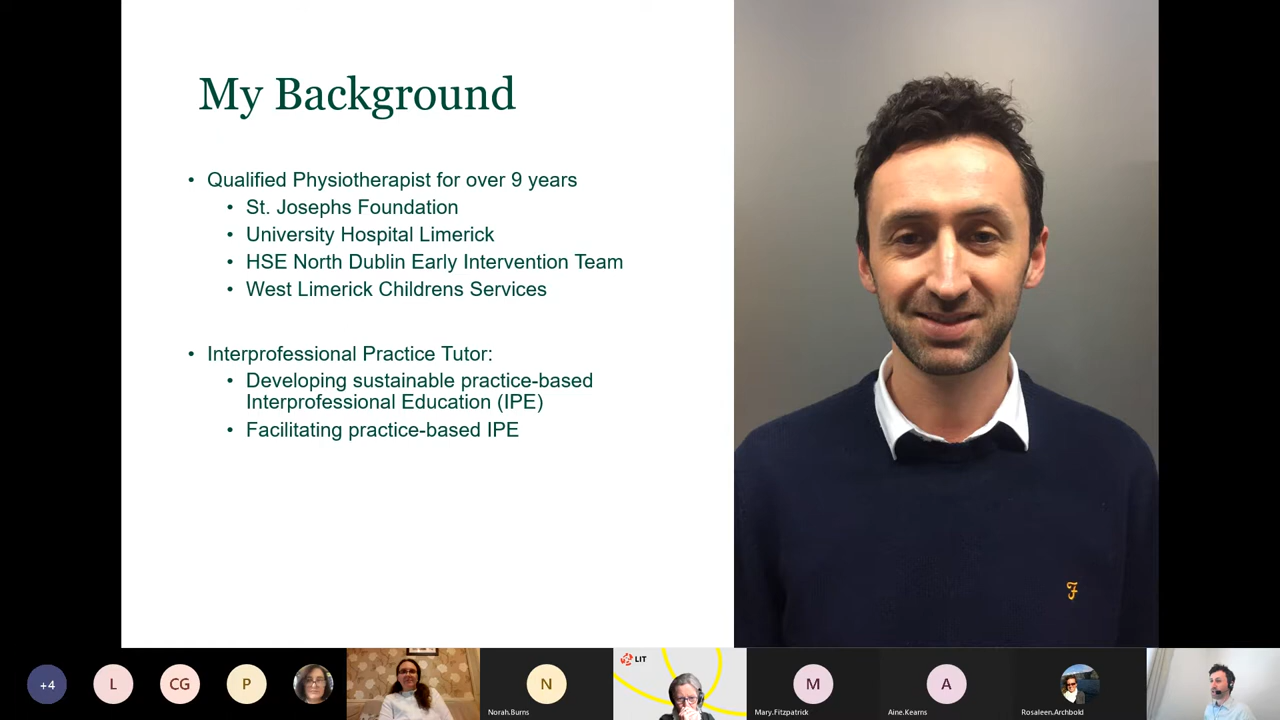 My Background
• Qualified Physiotherapist for over 9 years
• St. Josephs Foundation
• University Hospital Limerick
• HSE North Dublin Early Intervention Team
• West Limerick Childrens Services
• Interprofessional Practice Tutor:
• Developing sustainable practice-based
Interprofessional Education (IPE)
• Facilitating practice-based IPE
F
+4
L
CG
P
N
Norah.Burns
LIT
M
Mary.Fitzpatrick
A
Aine.Kearns
Rosaleen.Archbold